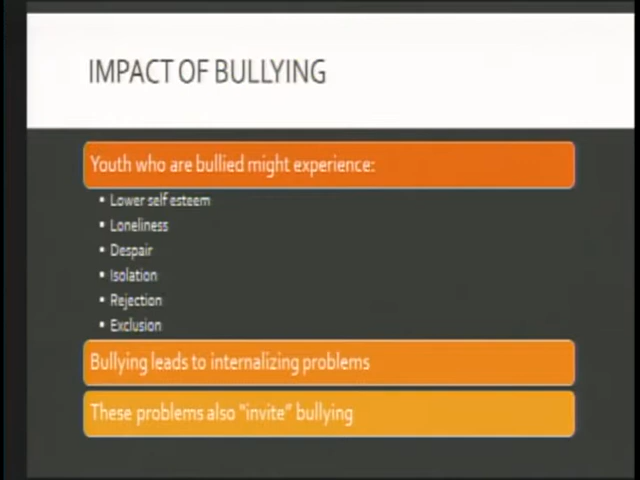 IMPACT OF BULLYING
Youth who are bullied might experience:
▪ Lower self esteem
▪ Loneliness
▪ Despair
▪ Isolation
▪ Rejection
▪ Exclusion
Bullying leads to internalizing problems
These problems also "invite" bullying